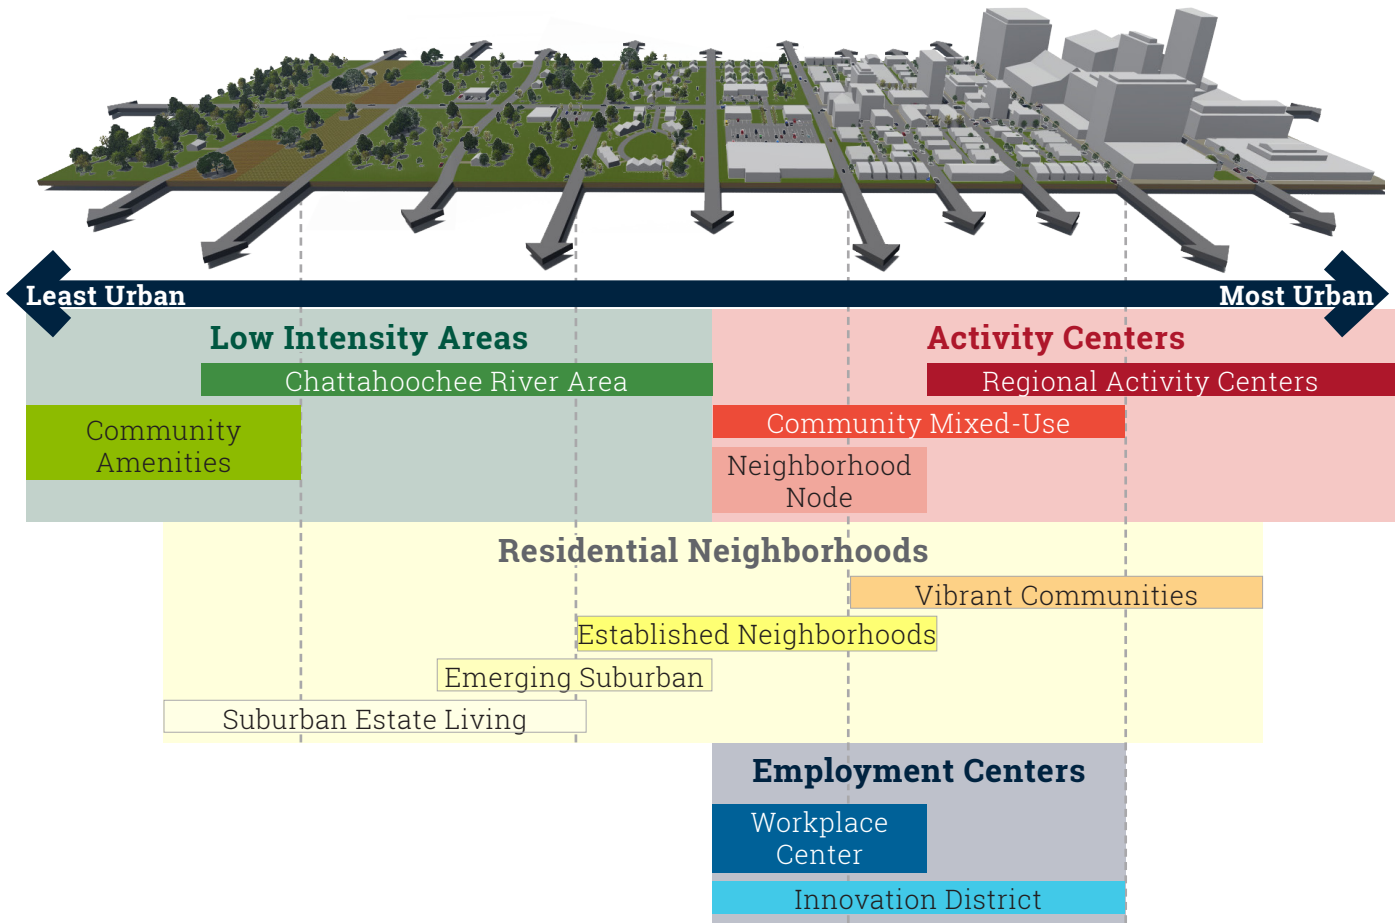 Least Urban
Most Urban
Low Intensity Areas
Activity Centers
Chattahoochee River Area
Regional Activity Centers
Community
Amenities
Community Mixed-Use
Neighborhood
Node
Residential Neighborhoods
Vibrant Communities
Established Neighborhoods
Emerging Suburban
Suburban Estate Living
Employment Centers
Workplace
Center
Innovation District